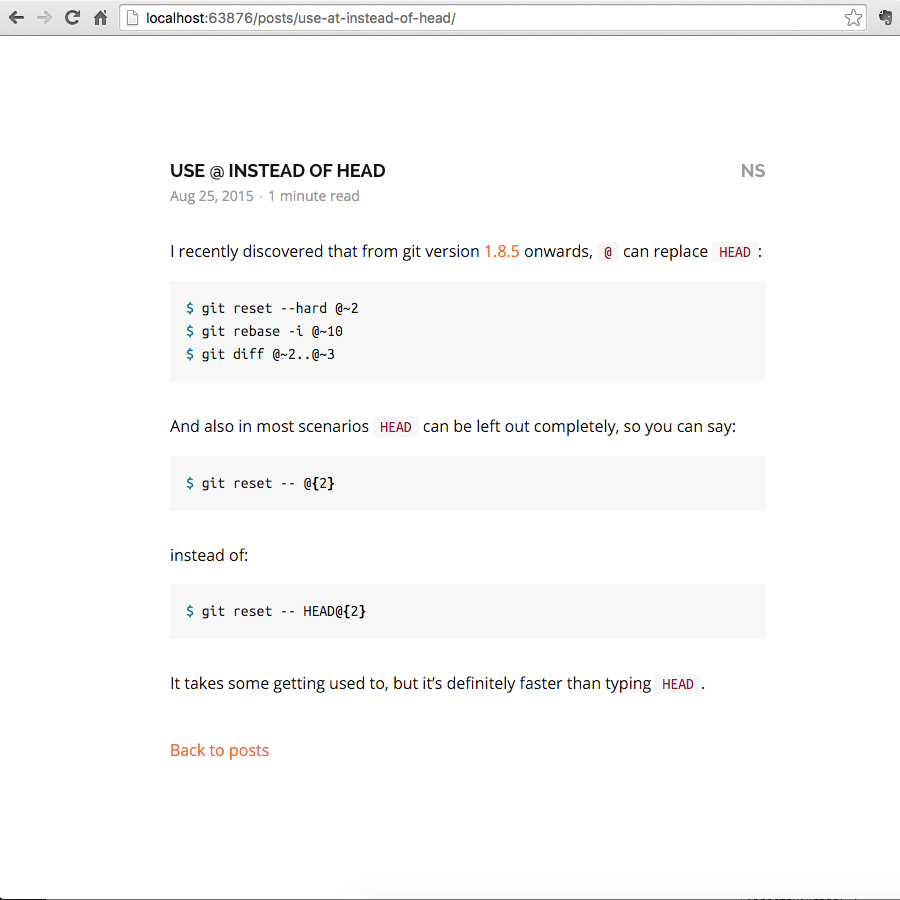 localhost:63876/posts/use-at-instead-of-head/
USE @ INSTEAD OF HEAD
NS
Aug 25, 2015 · 1 minute read
I recently discovered that from git version 1.8.5 onwards, @ can replace HEAD :
$ git reset --hard @~2
$ git rebase -i @~10
$ git diff @~2..@~3
And also in most scenarios HEAD can be left out completely, so you can say:
$ git reset -- @{2}
instead of:
$ git reset -- HEAD@{2}
It takes some getting used to, but it’s definitely faster than typing HEAD .
Back to posts